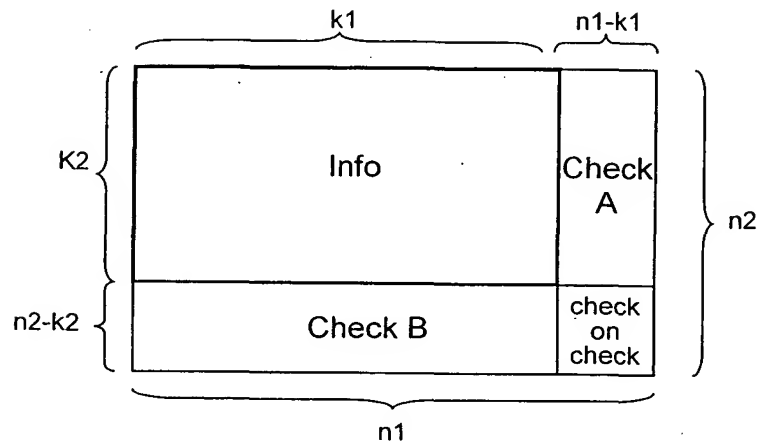 k1
n1-k1
K2
Info
Check
A
n2
n2-k2
Check B
check
on
check
n1